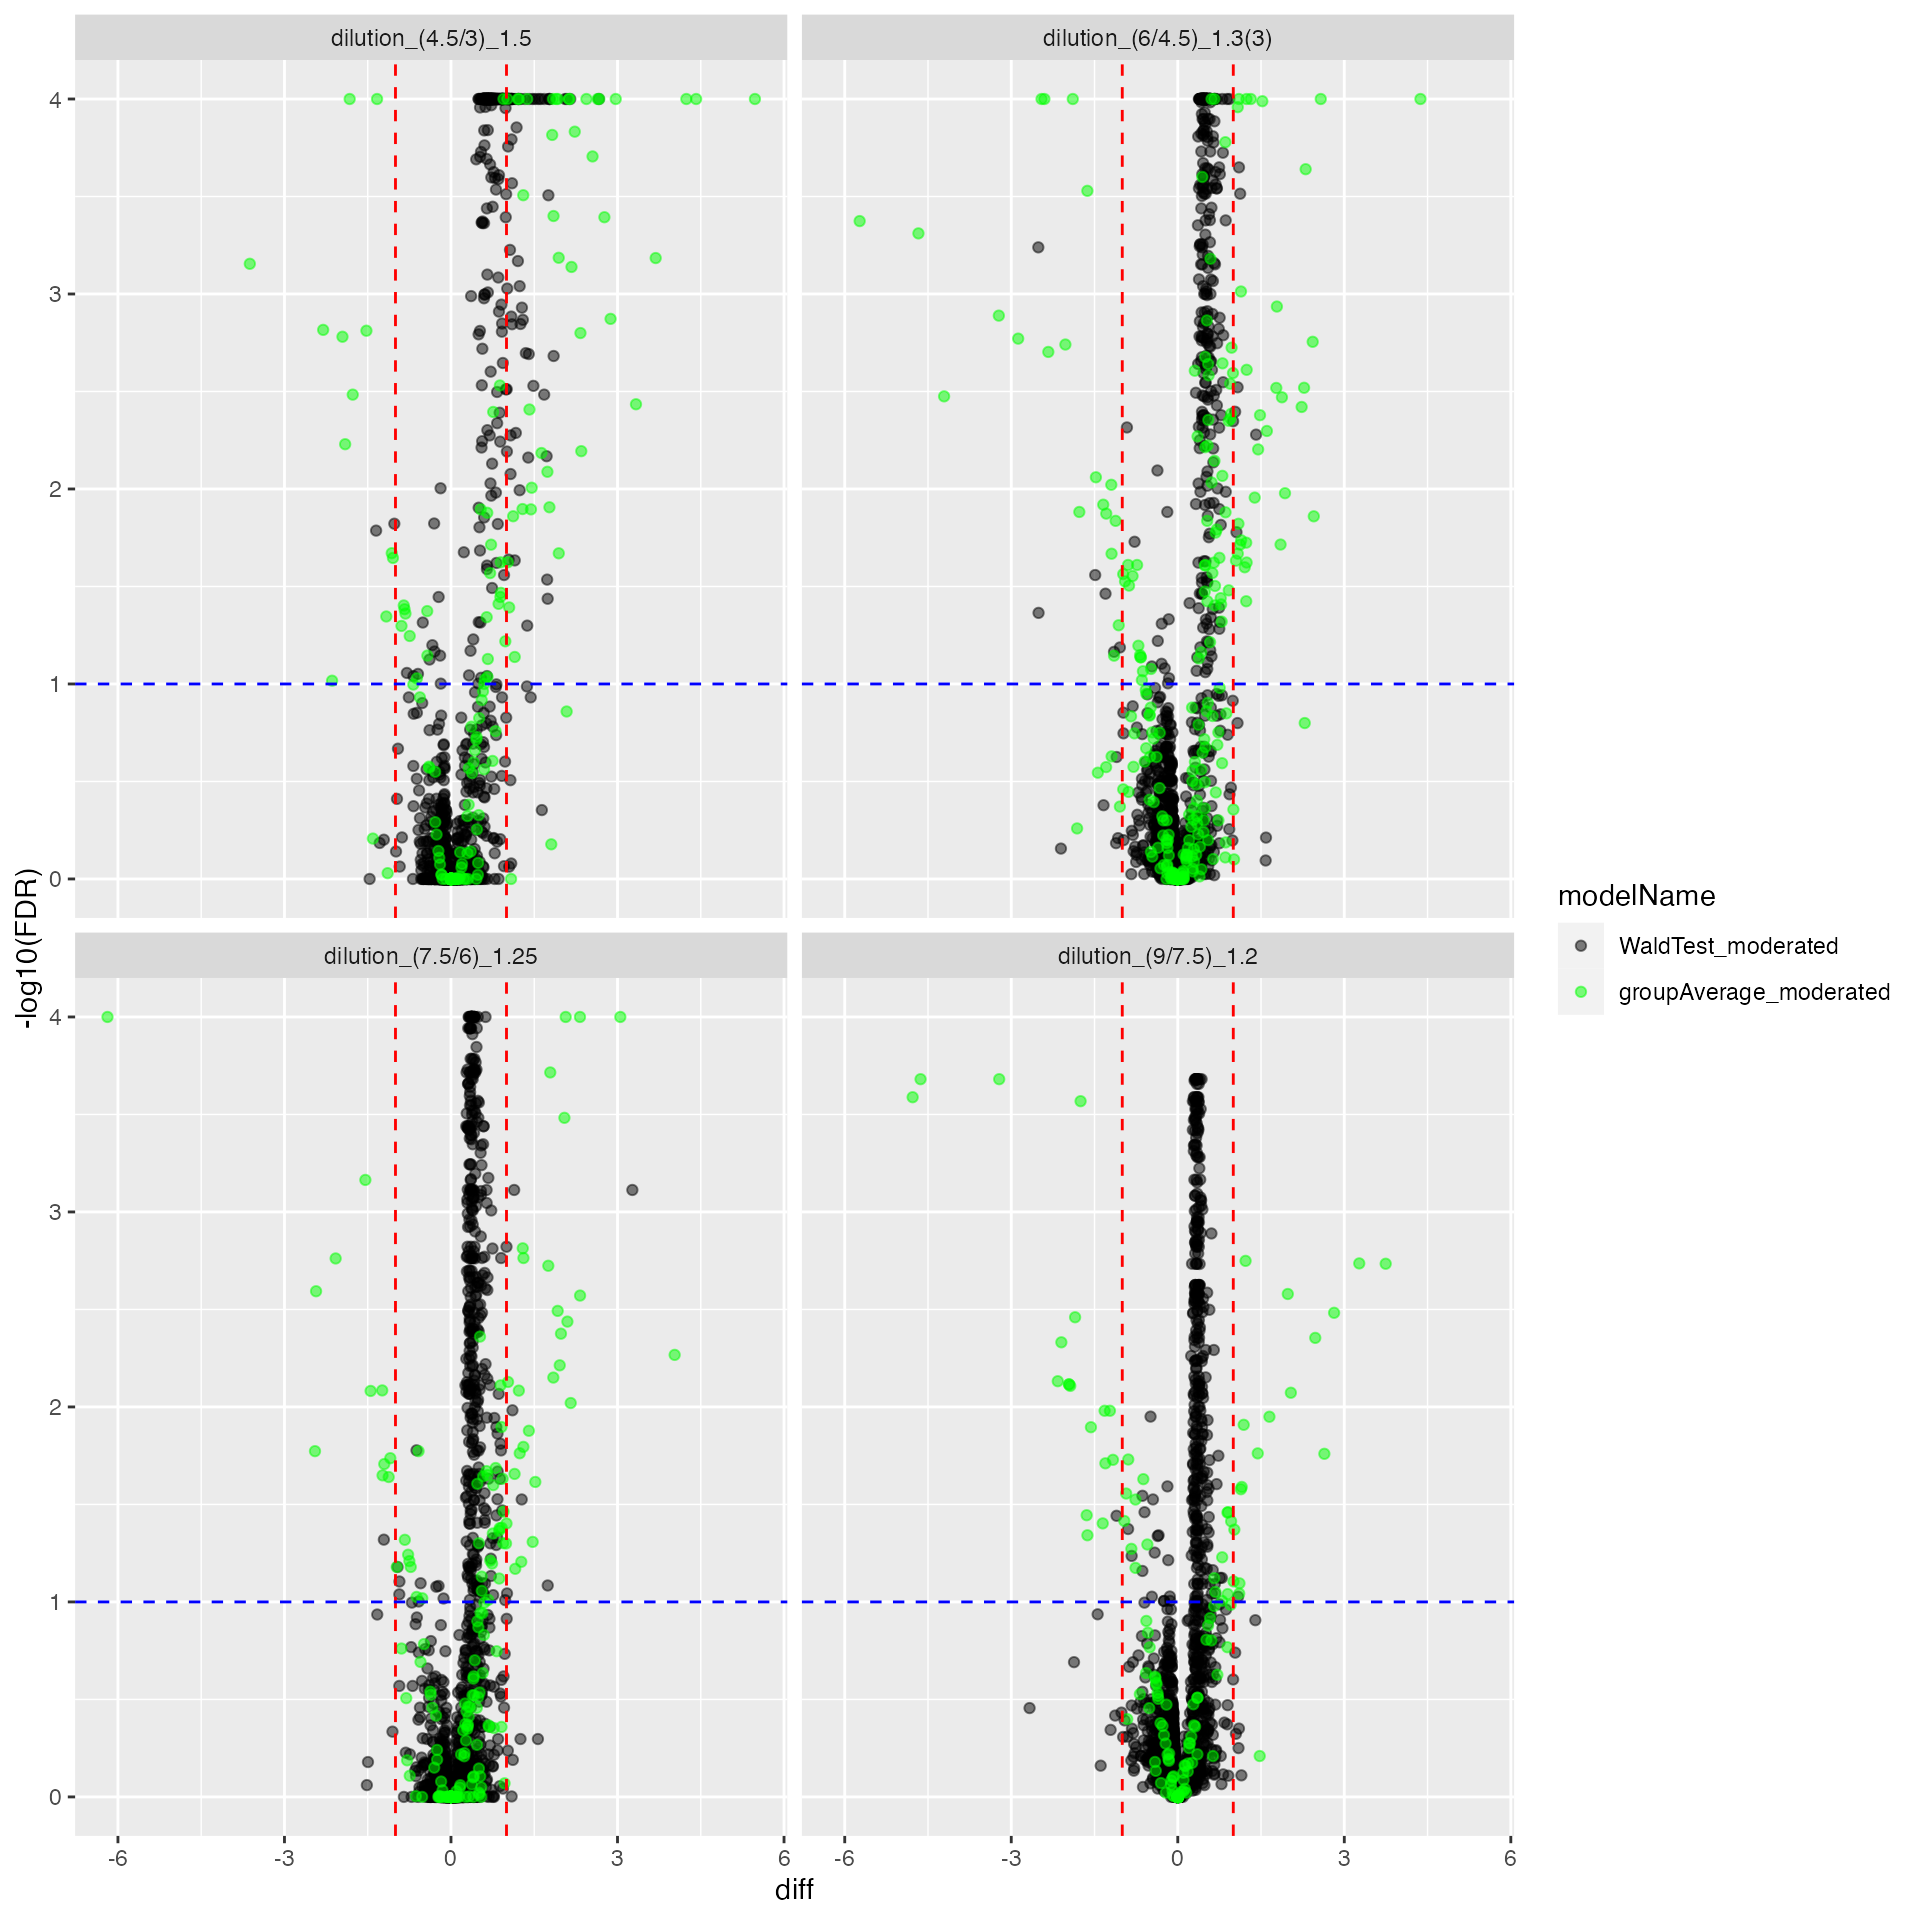 dilution_(4.5/3)_1.5
dilution_(6/4.5)_1.3(3)
4
3
2
1
0
dilution_(7.5/6)_1.25
dilution_(9/7.5)_1.2
4
3
2
1
0
-6
-3
0
3
6
-6
-3
0
3
6
diff
-log10(FDR)
modelName
WaldTest_moderated
groupAverage_moderated